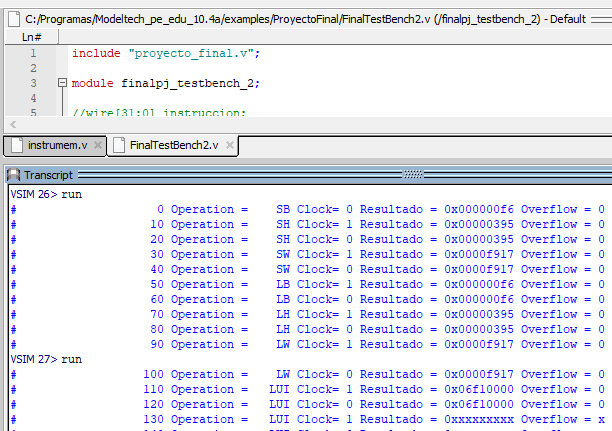 C:/Programas/Modeltech_pe_edu_10.4a/examples/ProyectoFinal/FinalTestBench2.v (/finalpj_testbench_2) - Default
Ln#
1 include "proyecto_final.v";
2
3 module finalpj_testbench_2;
4
5 //wire[31:0] instruccion;
instrumem.v FinalTestBench2.v
Transcript
VSIM 26> run
# 0 Operation = SB Clock= 0 Resultado = 0x000000f6 Overflow = 0
# 10 Operation = SH Clock= 1 Resultado = 0x00000395 Overflow = 0
# 20 Operation = SH Clock= 0 Resultado = 0x00000395 Overflow = 0
# 30 Operation = SW Clock= 1 Resultado = 0x0000f917 Overflow = 0
# 40 Operation = SW Clock= 0 Resultado = 0x0000f917 Overflow = 0
# 50 Operation = LB Clock= 1 Resultado = 0x000000f6 Overflow = 0
# 60 Operation = LB Clock= 0 Resultado = 0x000000f6 Overflow = 0
# 70 Operation = LH Clock= 1 Resultado = 0x00000395 Overflow = 0
# 80 Operation = LH Clock= 0 Resultado = 0x00000395 Overflow = 0
# 90 Operation = LW Clock= 1 Resultado = 0x0000f917 Overflow = 0
VSIM 27> run
# 100 Operation = LW Clock= 0 Resultado = 0x0000f917 Overflow = 0
# 110 Operation = LUI Clock= 1 Resultado = 0x06f10000 Overflow = 0
# 120 Operation = LUI Clock= 0 Resultado = 0x06f10000 Overflow = 0
# 130 Operation = LUI Clock= 1 Resultado = 0xxxxxxxxx Overflow = x